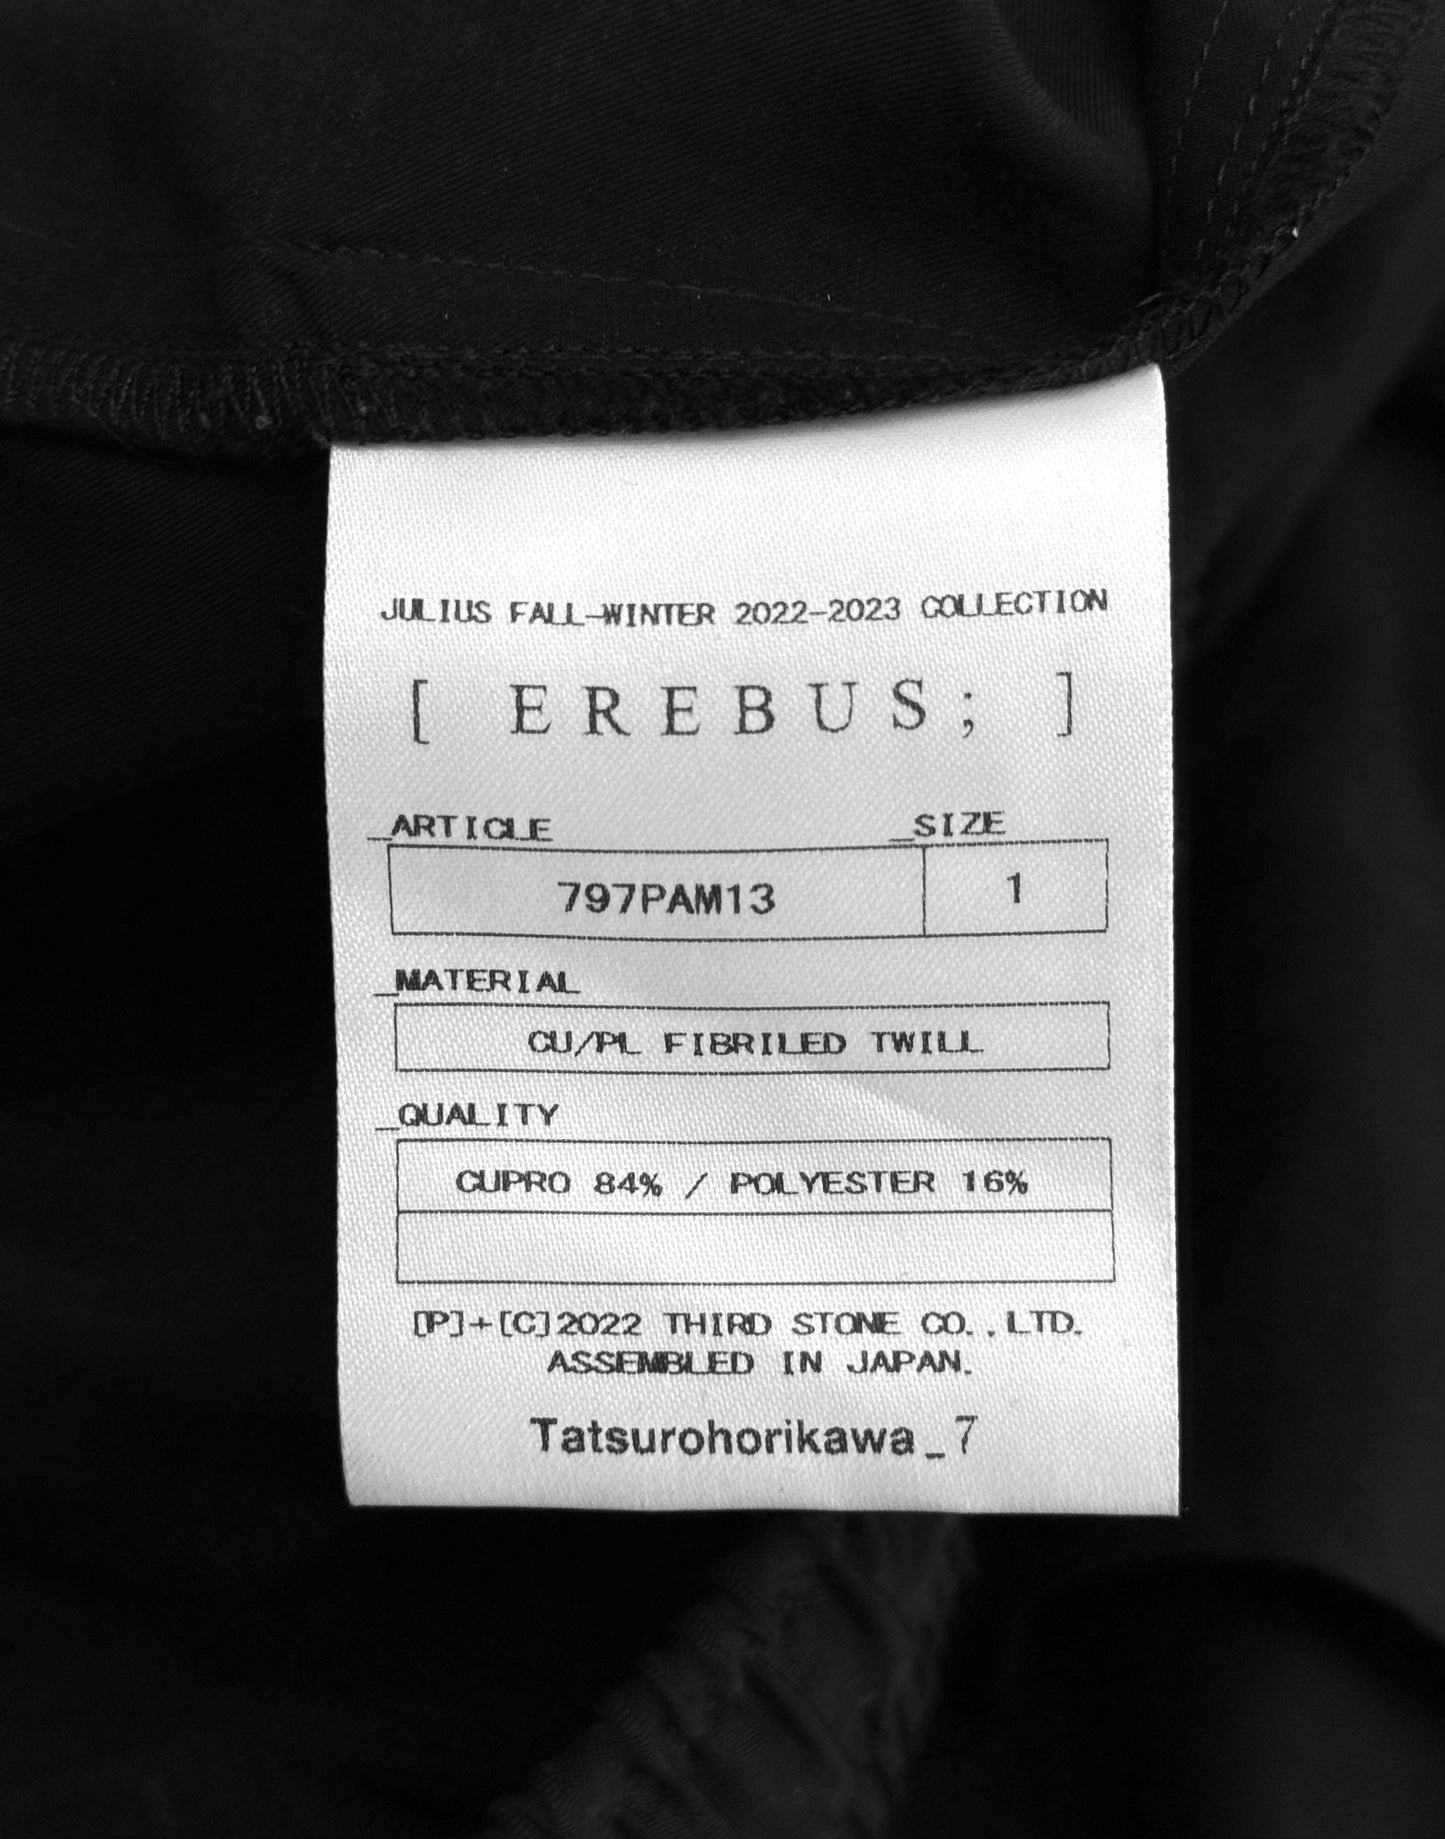 JULIUS FALL-WINTER 2022-2023 COLLECTION
[ EREBUS; ]
_ARTICLE _SIZE
797PAM13 1
_MATERIAL
CU/PL FIBRILED TWILL
_QUALITY
CUPRO 84% / POLYESTER 16%
[P]+[C]2022 THIRD STONE CO.,LTD.
ASSEMBLED IN JAPAN.
Tatsurohorikawa_7